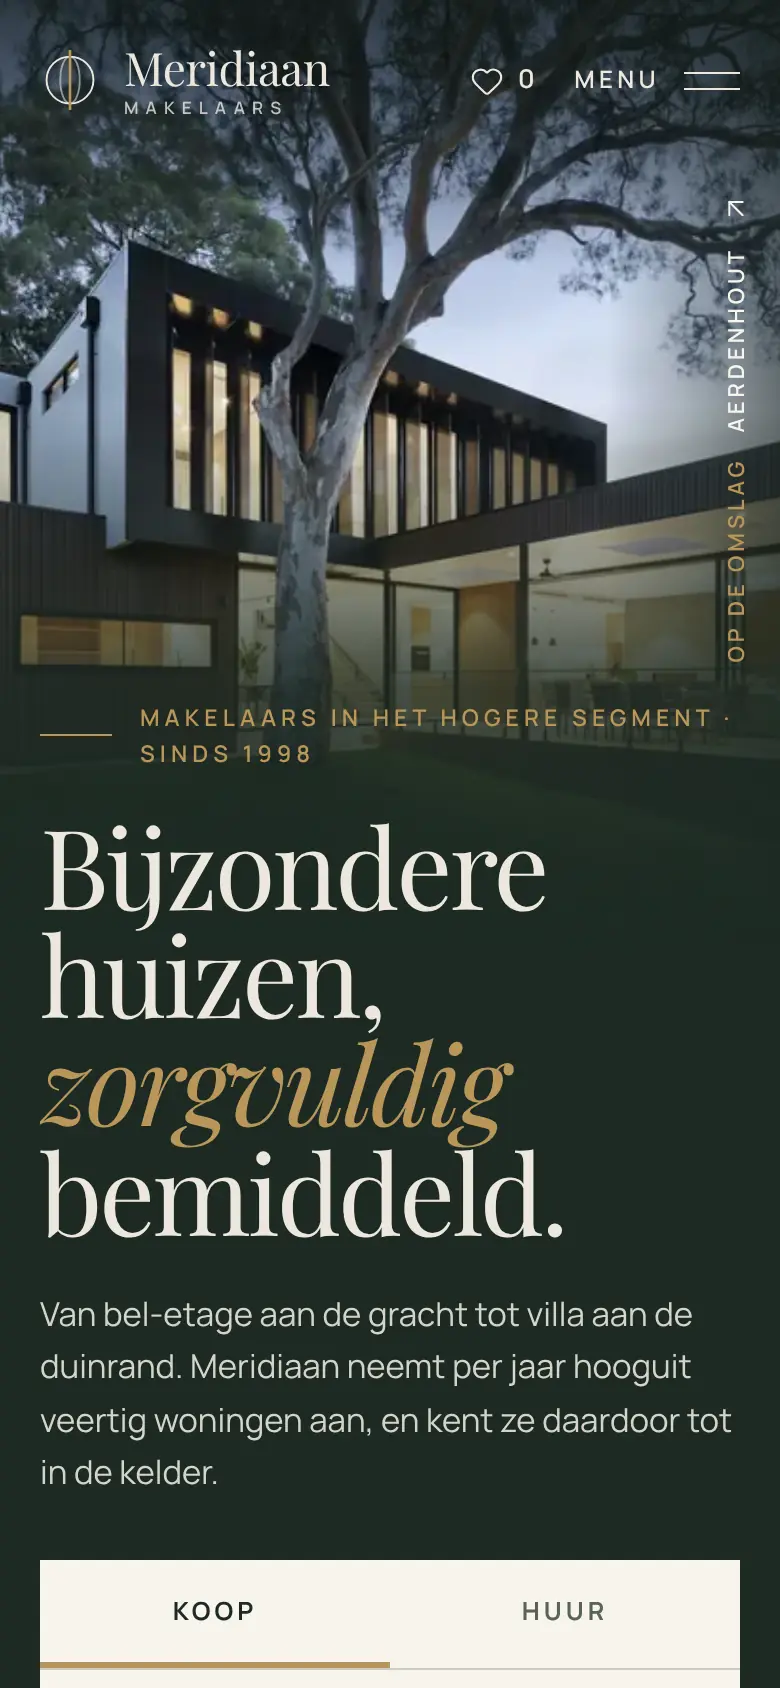 Meridiaan
MAKELAARS
0 MENU
OP DE OMSLAG AERDENHOUT
MAKELAARS IN HET HOGERE SEGMENT ·
SINDS 1998
Bijzondere
huizen,
zorgvuldig
bemiddeld.
Van bel-etage aan de gracht tot villa aan de
duinrand. Meridiaan neemt per jaar hooguit
veertig woningen aan, en kent ze daardoor tot
in de kelder.
KOOP HUUR